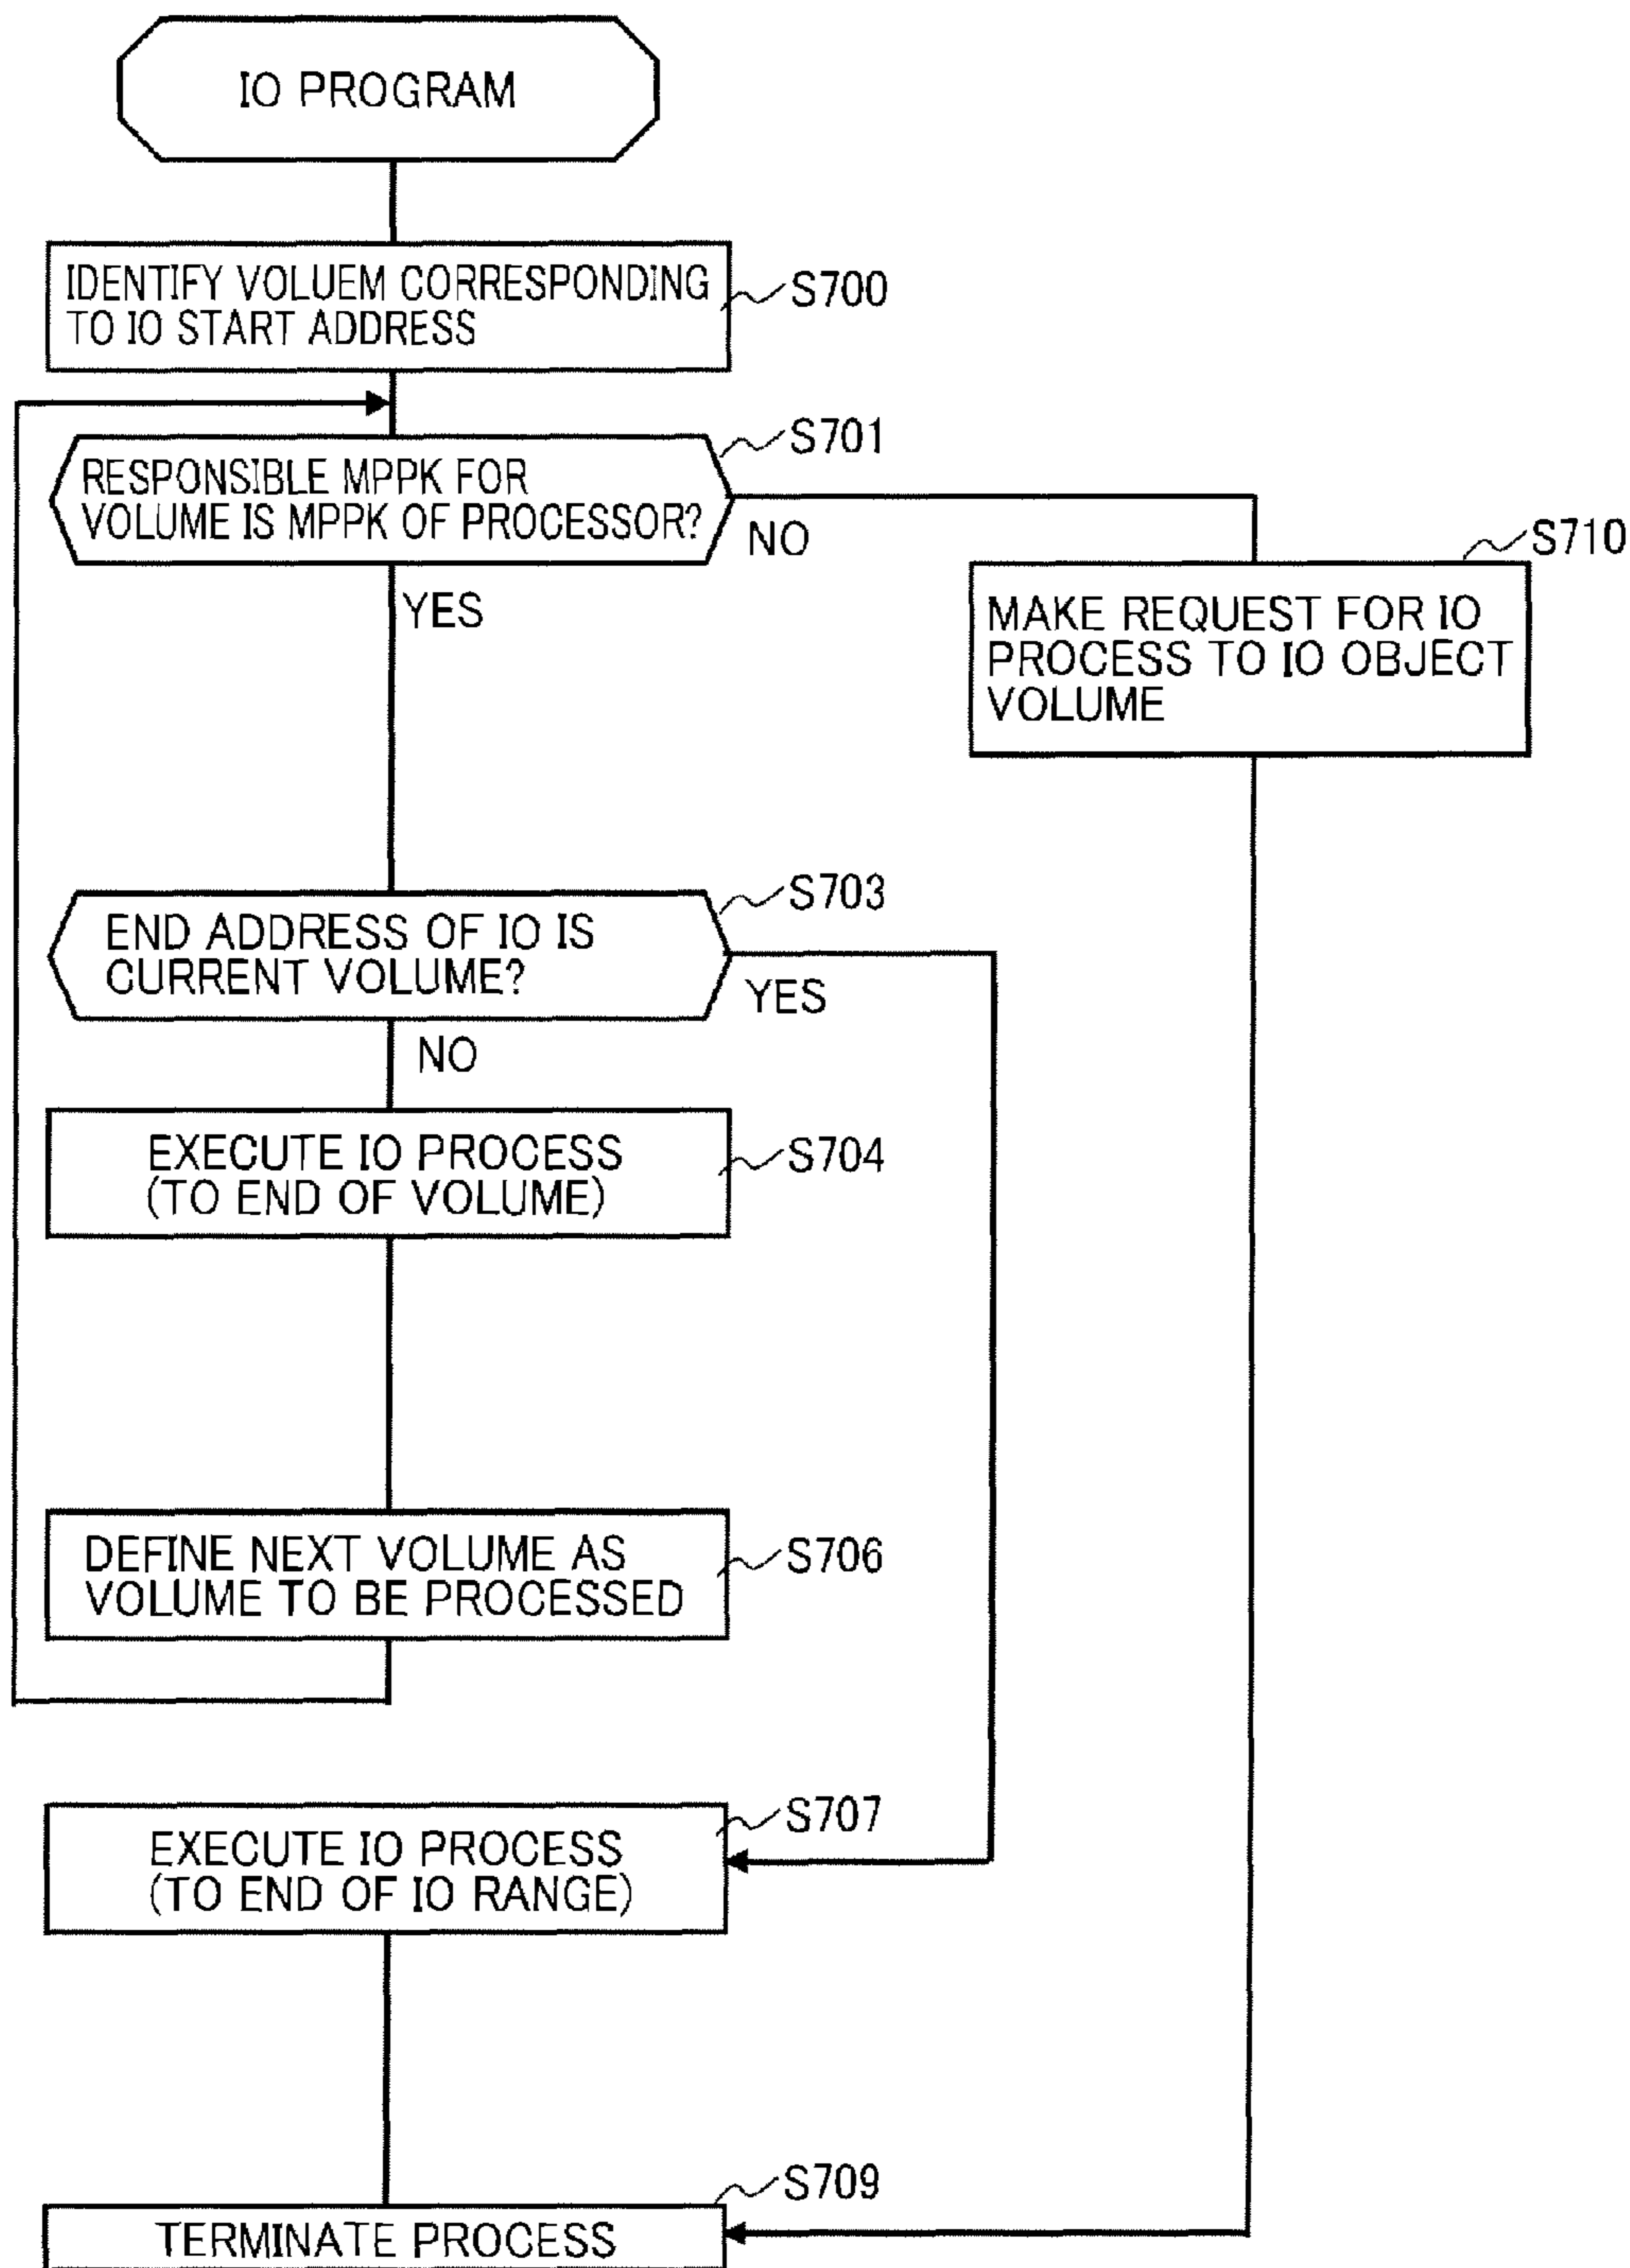 IO PROGRAM
IDENTIFY VOLUEM CORRESPONDING
TO IO START ADDRESS
S700
S701
RESPONSIBLE MPPK FOR
VOLUME IS MPPK OF PROCESSOR?
NO
YES
S710
MAKE REQUEST FOR IO
PROCESS TO IO OBJECT
VOLUME
S703
END ADDRESS OF IO IS
CURRENT VOLUME?
YES
NO
EXECUTE IO PROCESS
(TO END OF VOLUME)
S704
DEFINE NEXT VOLUME AS
VOLUME TO BE PROCESSED
S706
S707
EXECUTE IO PROCESS
(TO END OF IO RANGE)
S709
TERMINATE PROCESS